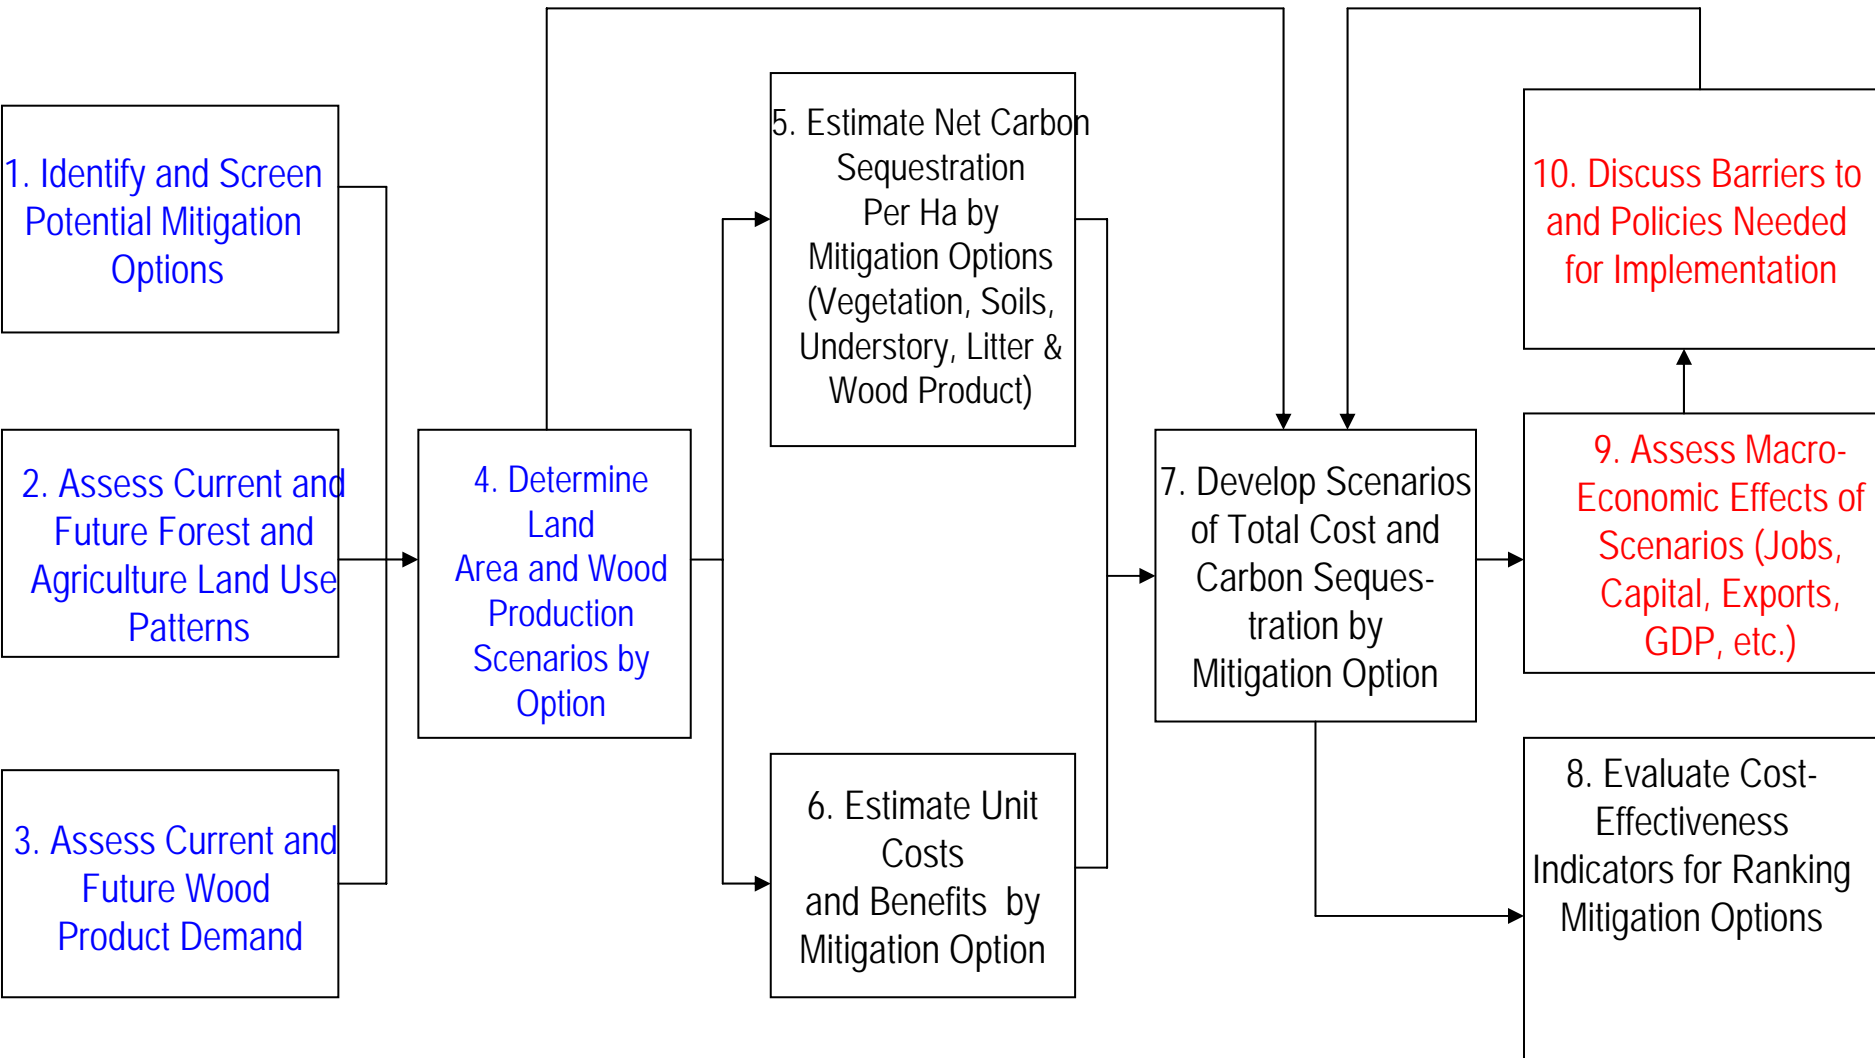 1. Identify and Screen
Potential Mitigation
Options
2. Assess Current and
Future Forest and
Agriculture Land Use
Patterns
3. Assess Current and
Future Wood
Product Demand
4. Determine
Land
Area and Wood
Production
Scenarios by
Option
5. Estimate Net Carbon
Sequestration
Per Ha by
Mitigation Options
(Vegetation, Soils,
Understory, Litter &
Wood Product)
6. Estimate Unit
Costs
and Benefits by
Mitigation Option
7. Develop Scenarios
of Total Cost and
Carbon Seques-
tration by
Mitigation Option
10. Discuss Barriers to
and Policies Needed
for Implementation
9. Assess Macro-
Economic Effects of
Scenarios (Jobs,
Capital, Exports,
GDP, etc.)
8. Evaluate Cost-
Effectiveness
Indicators for Ranking
Mitigation Options